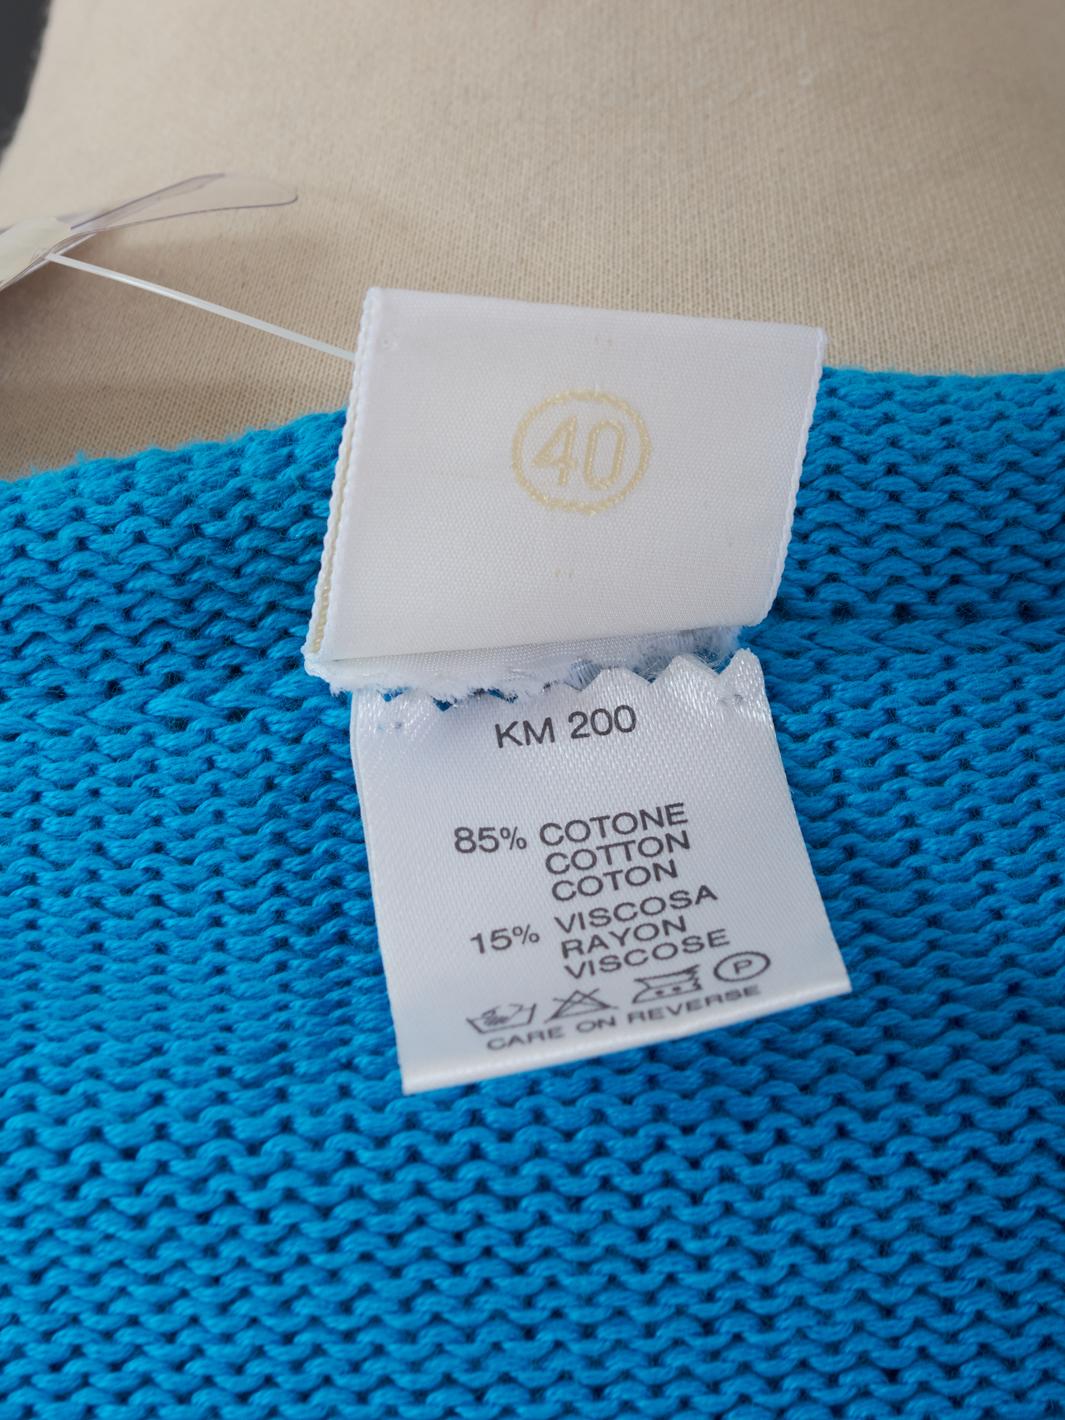 40
KM 200
85% COTONE
COTTON
COTON
15% VISCOSA
RAYON
VISCOSE
P
CARE ON REVERSE